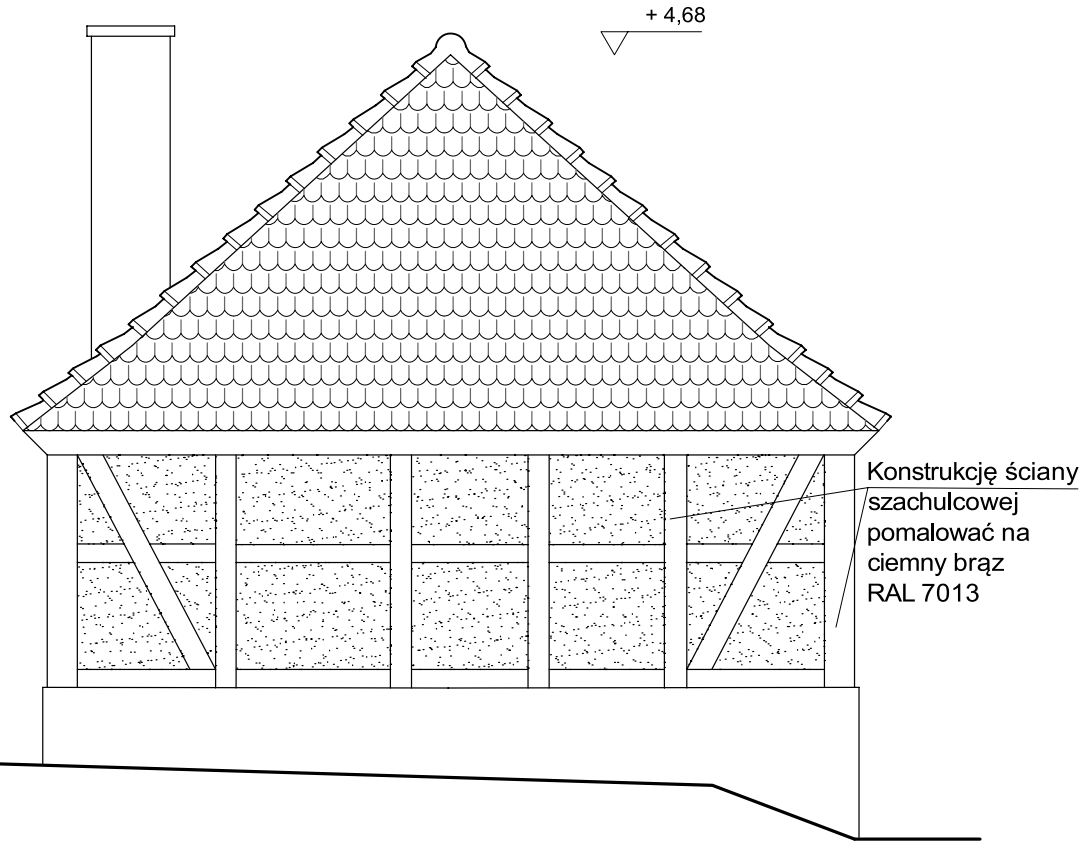 + 4,68
Konstrukcję ściany
szachulcowej
pomalować na
ciemny brąz
RAL 7013